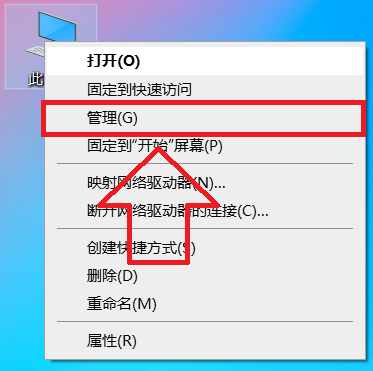 此
打开(O)
固定到快速访问
管理(G)
固定到“开始”屏幕(P)
映射网络驱动器(N)...
断开网络驱动器的连接(C)...
创建快捷方式(S)
删除(D)
重命名(M)
属性(R)